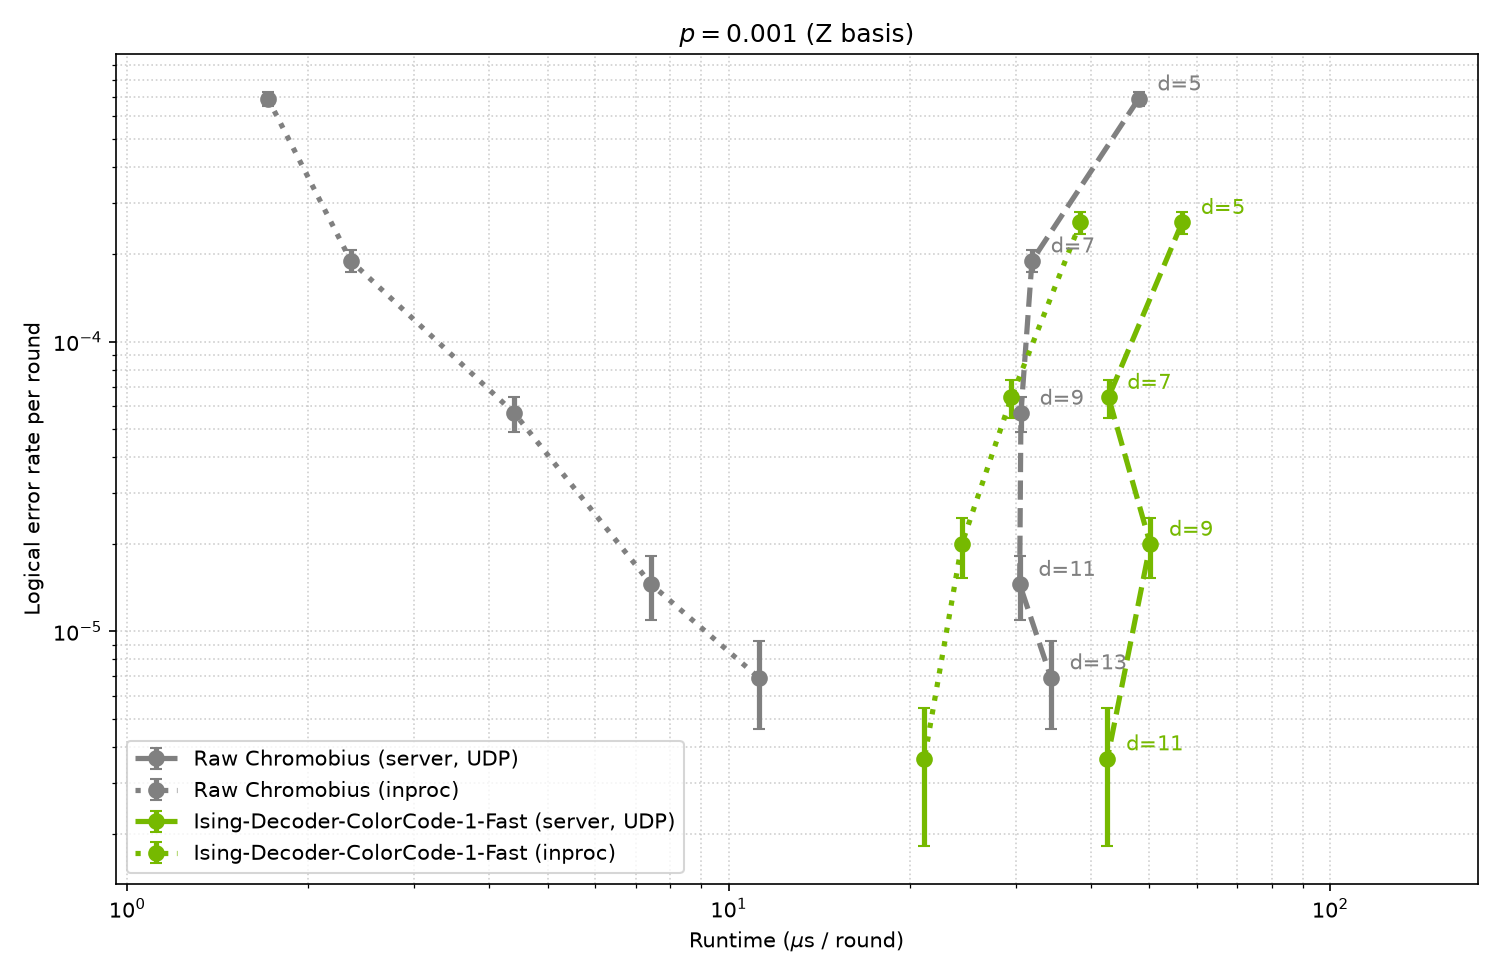 p = 0.001 (Z basis)
Logical error rate per round
10⁻⁴
10⁻⁵
d=5
d=5
d=7
d=7
d=9
d=9
d=11
d=13
d=11
Raw Chromobius (server, UDP)
Raw Chromobius (inproc)
Ising-Decoder-ColorCode-1-Fast (server, UDP)
Ising-Decoder-ColorCode-1-Fast (inproc)
10⁰ 10¹ 10²
Runtime (μs / round)